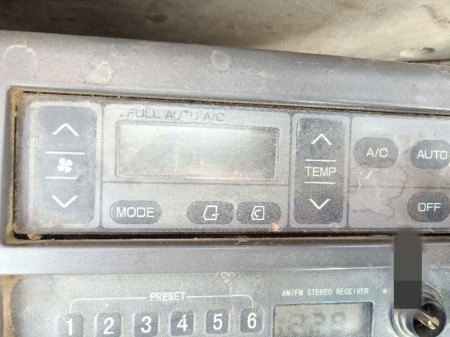 FULL AUTO A/C
TEMP
A/C
AUTO
MODE
OFF
PRESET
AM/FM STEREO RECEIVER
1 2 3 4 5 6